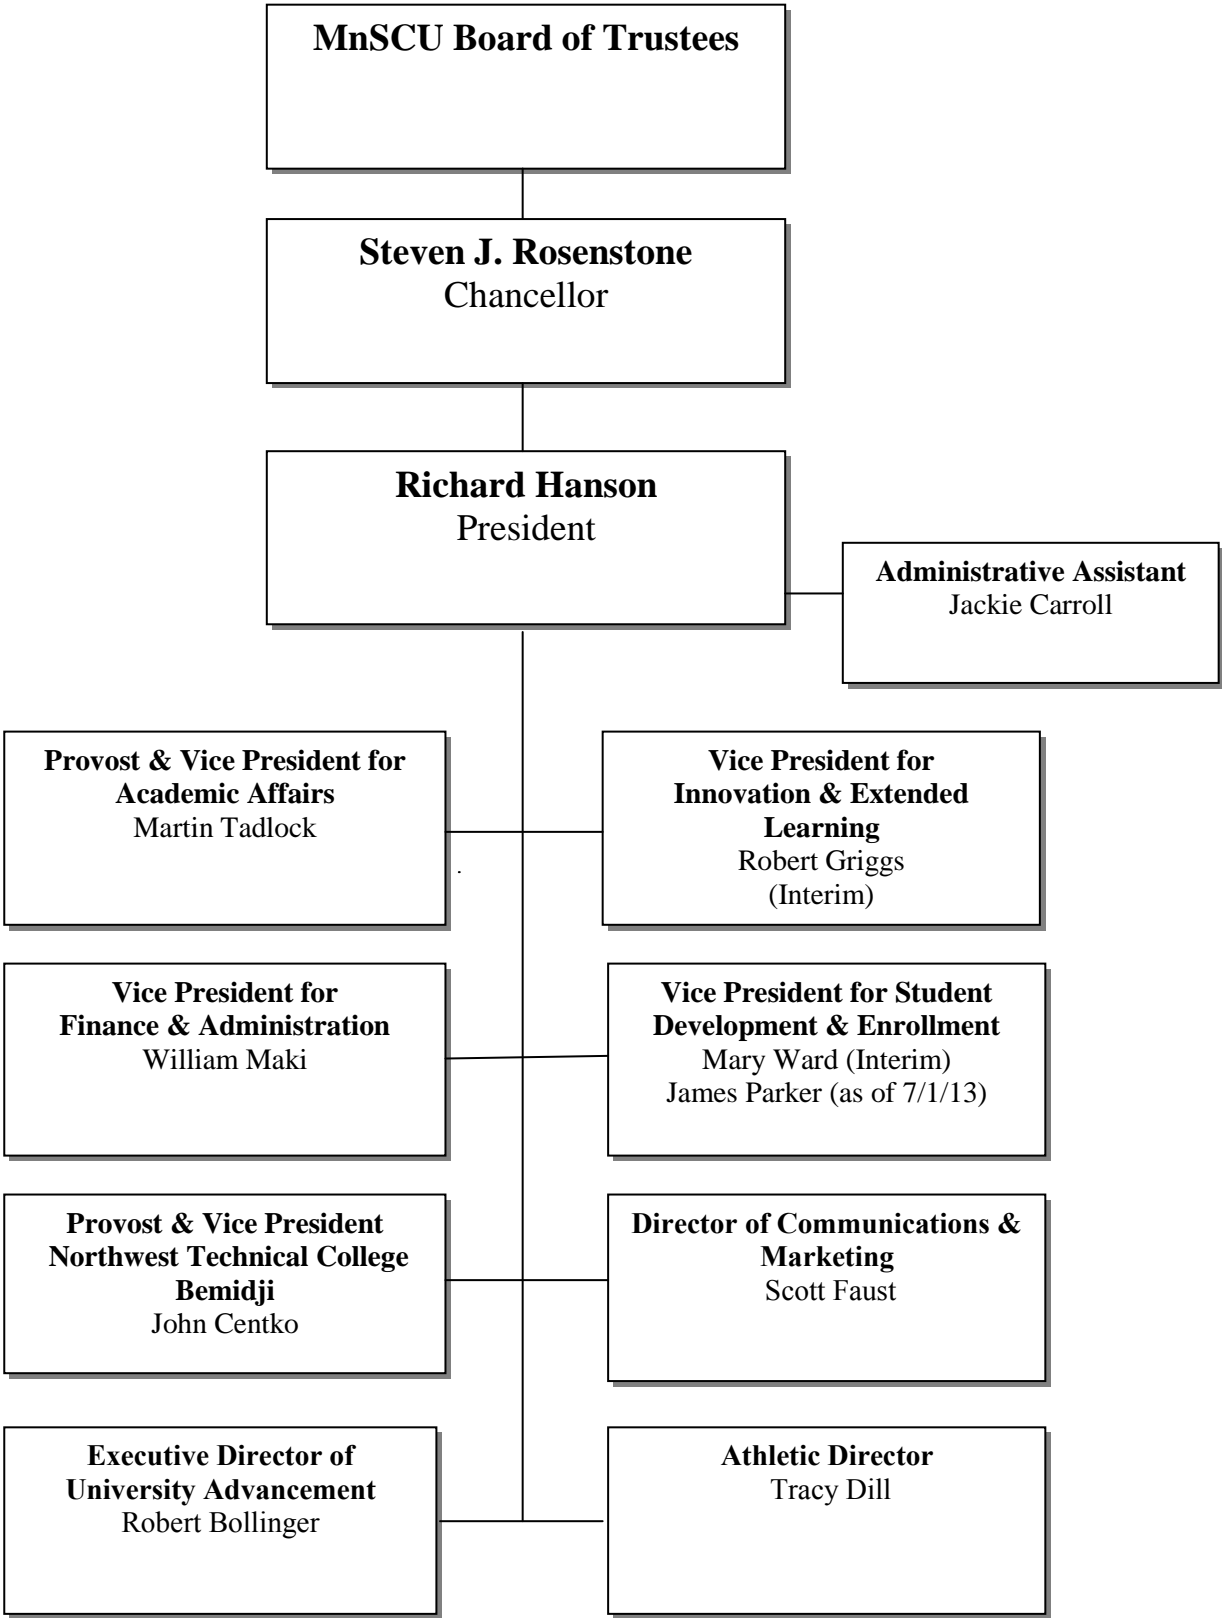 MnSCU Board of Trustees
Steven J. Rosenstone
Chancellor
Richard Hanson
President
Administrative Assistant
Jackie Carroll
Provost & Vice President for
Academic Affairs
Martin Tadlock
.
Vice President for
Innovation & Extended
Learning
Robert Griggs
(Interim)
Vice President for
Finance & Administration
William Maki
Vice President for Student
Development & Enrollment
Mary Ward (Interim)
James Parker (as of 7/1/13)
Provost & Vice President
Northwest Technical College
Bemidji
John Centko
Director of Communications &
Marketing
Scott Faust
Executive Director of
University Advancement
Robert Bollinger
Athletic Director
Tracy Dill